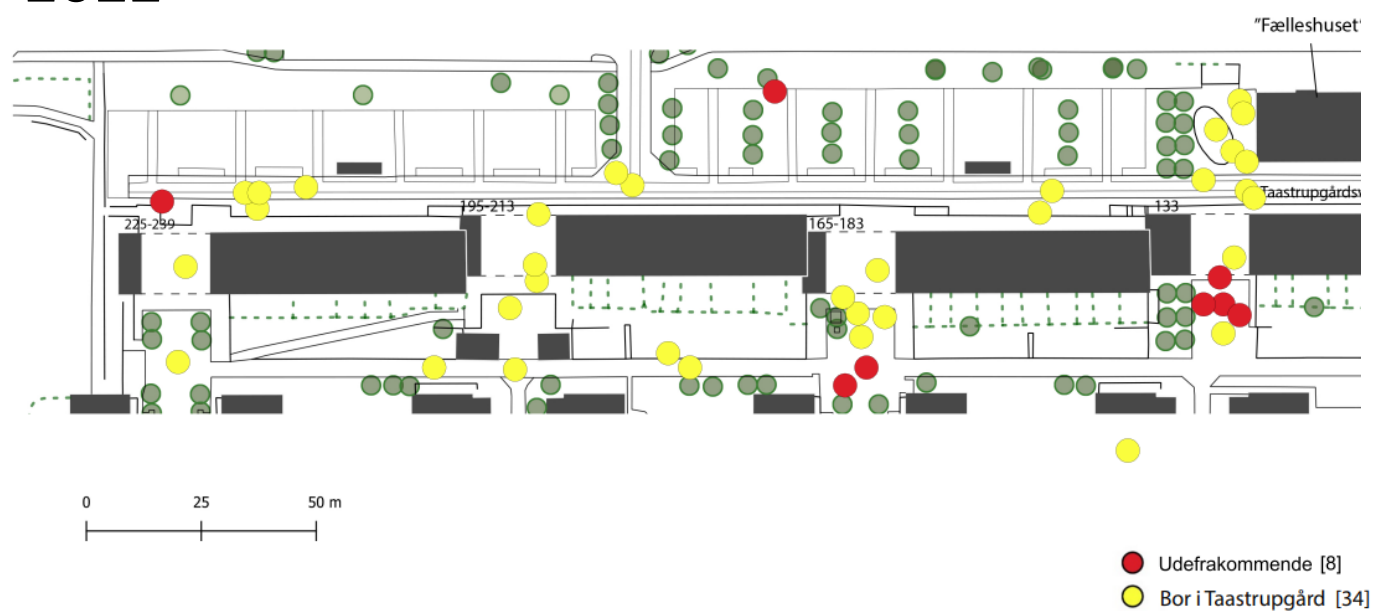 "Fælleshuset"
Taastrupgårdsv
195-213
133
225-239
165-183
0 25 50 m
Udefrakommende [8]
Bor i Taastrupgård [34]